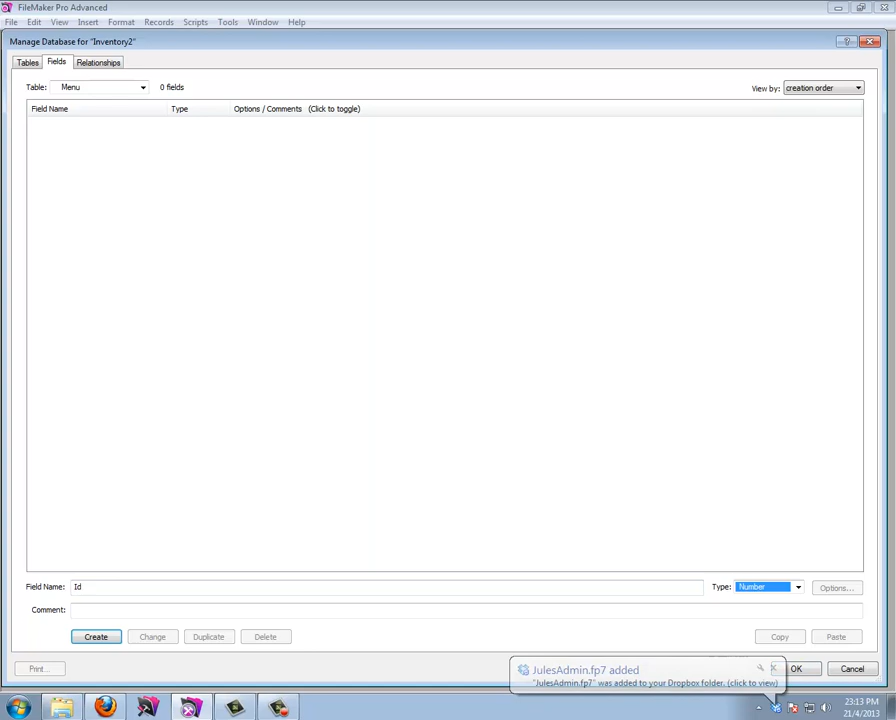 FileMaker Pro Advanced
File Edit View Insert Format Records Scripts Tools Window Help
Manage Database for "Inventory2"
Tables Fields Relationships
Table: Menu 0 fields View by: creation order
Field Name Type Options / Comments (Click to toggle)
Field Name: Id Type: Number Options...
Comment:
Create Change Duplicate Delete Copy Paste
Print... OK Cancel
JulesAdmin.fp7 added
"JulesAdmin.fp7" was added to your Dropbox folder. (click to view)
23:13 PM
21/4/2013